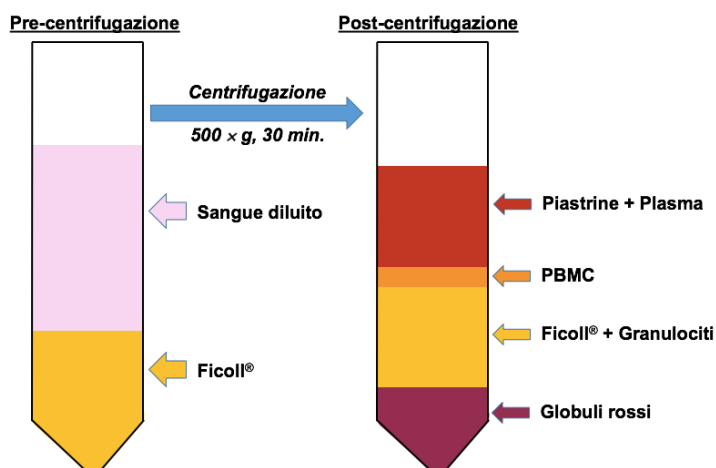 Pre-centrifugazione
Post-centrifugazione
Centrifugazione
500 × g, 30 min.
Sangue diluito
Ficoll®
Piastrine + Plasma
PBMC
Ficoll® + Granulociti
Globuli rossi